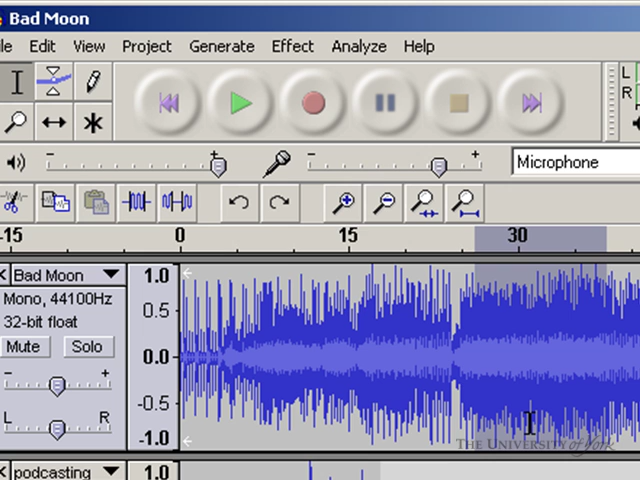 Bad Moon
le Edit View Project Generate Effect Analyze Help
L
R
- + - + Microphone
-15 0 15 30
× Bad Moon 1.0
Mono, 44100Hz 0.5
32-bit float
Mute Solo 0.0
- +
L R -0.5
-1.0
THE UNIVERSITY of York
× podcasting 1.0